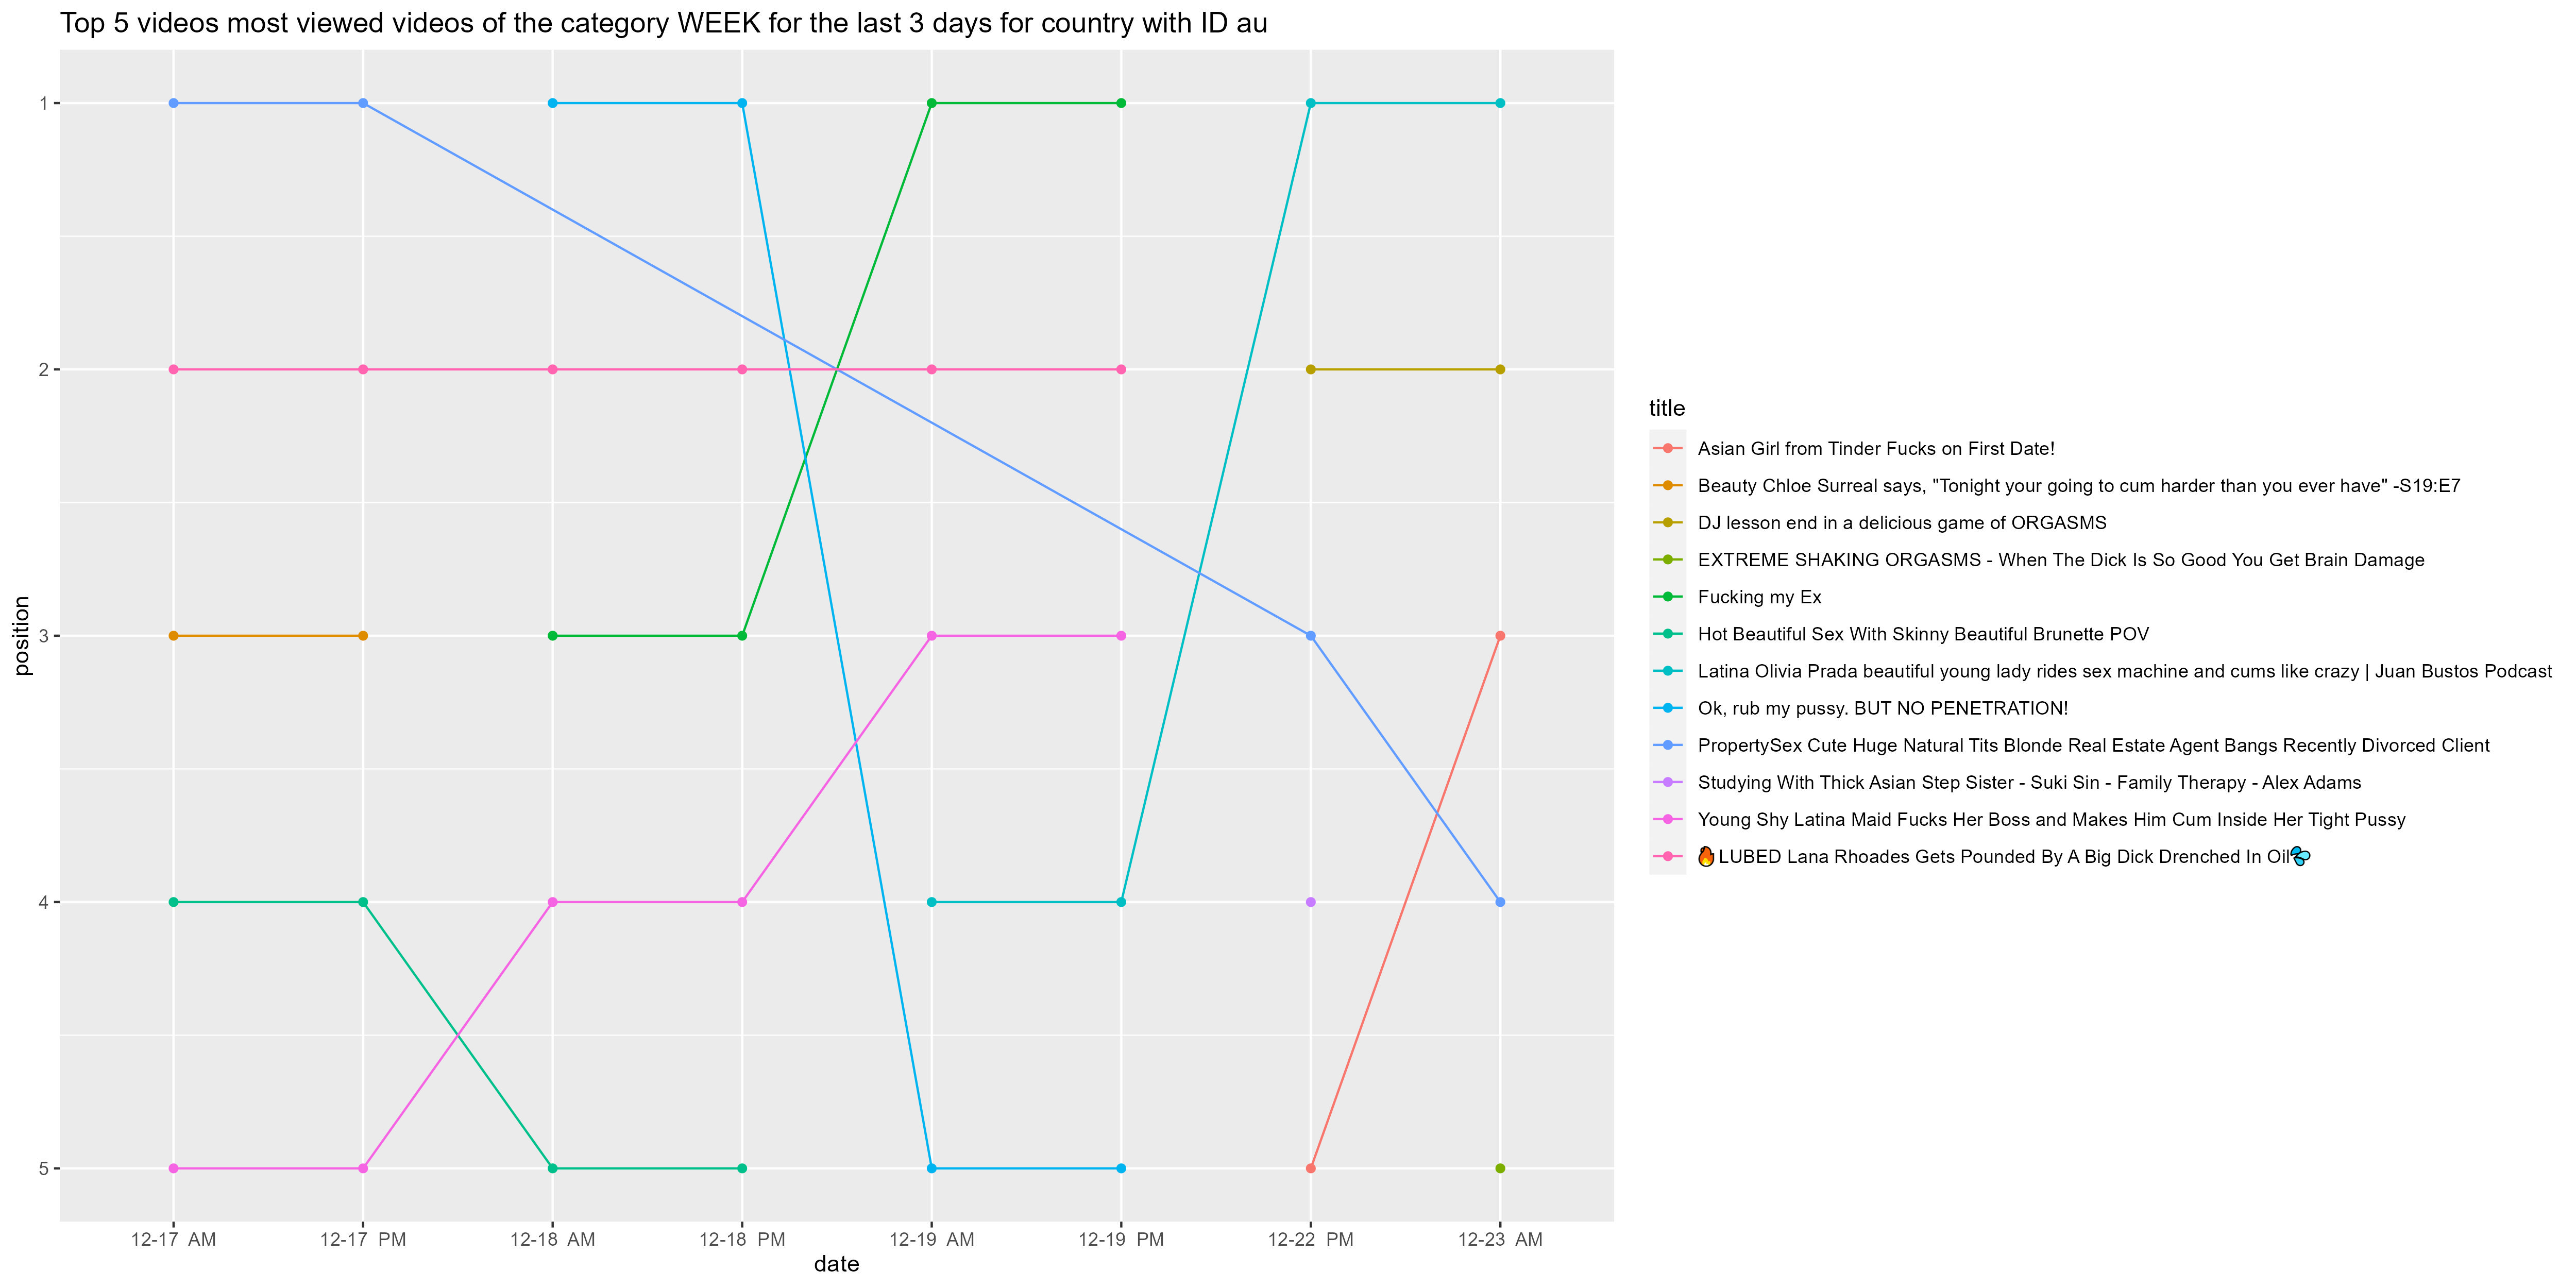 Top 5 videos most viewed videos of the category WEEK for the last 3 days for country with ID au
position
1
2
3
4
5
12-17 AM
12-17 PM
12-18 AM
12-18 PM
12-19 AM
12-19 PM
12-22 PM
12-23 AM
date
title
Asian Girl from Tinder Fucks on First Date!
Beauty Chloe Surreal says, "Tonight your going to cum harder than you ever have" -S19:E7
DJ lesson end in a delicious game of ORGASMS
EXTREME SHAKING ORGASMS - When The Dick Is So Good You Get Brain Damage
Fucking my Ex
Hot Beautiful Sex With Skinny Beautiful Brunette POV
Latina Olivia Prada beautiful young lady rides sex machine and cums like crazy | Juan Bustos Podcast
Ok, rub my pussy. BUT NO PENETRATION!
PropertySex Cute Huge Natural Tits Blonde Real Estate Agent Bangs Recently Divorced Client
Studying With Thick Asian Step Sister - Suki Sin - Family Therapy - Alex Adams
Young Shy Latina Maid Fucks Her Boss and Makes Him Cum Inside Her Tight Pussy
🔥LUBED Lana Rhoades Gets Pounded By A Big Dick Drenched In Oil💦